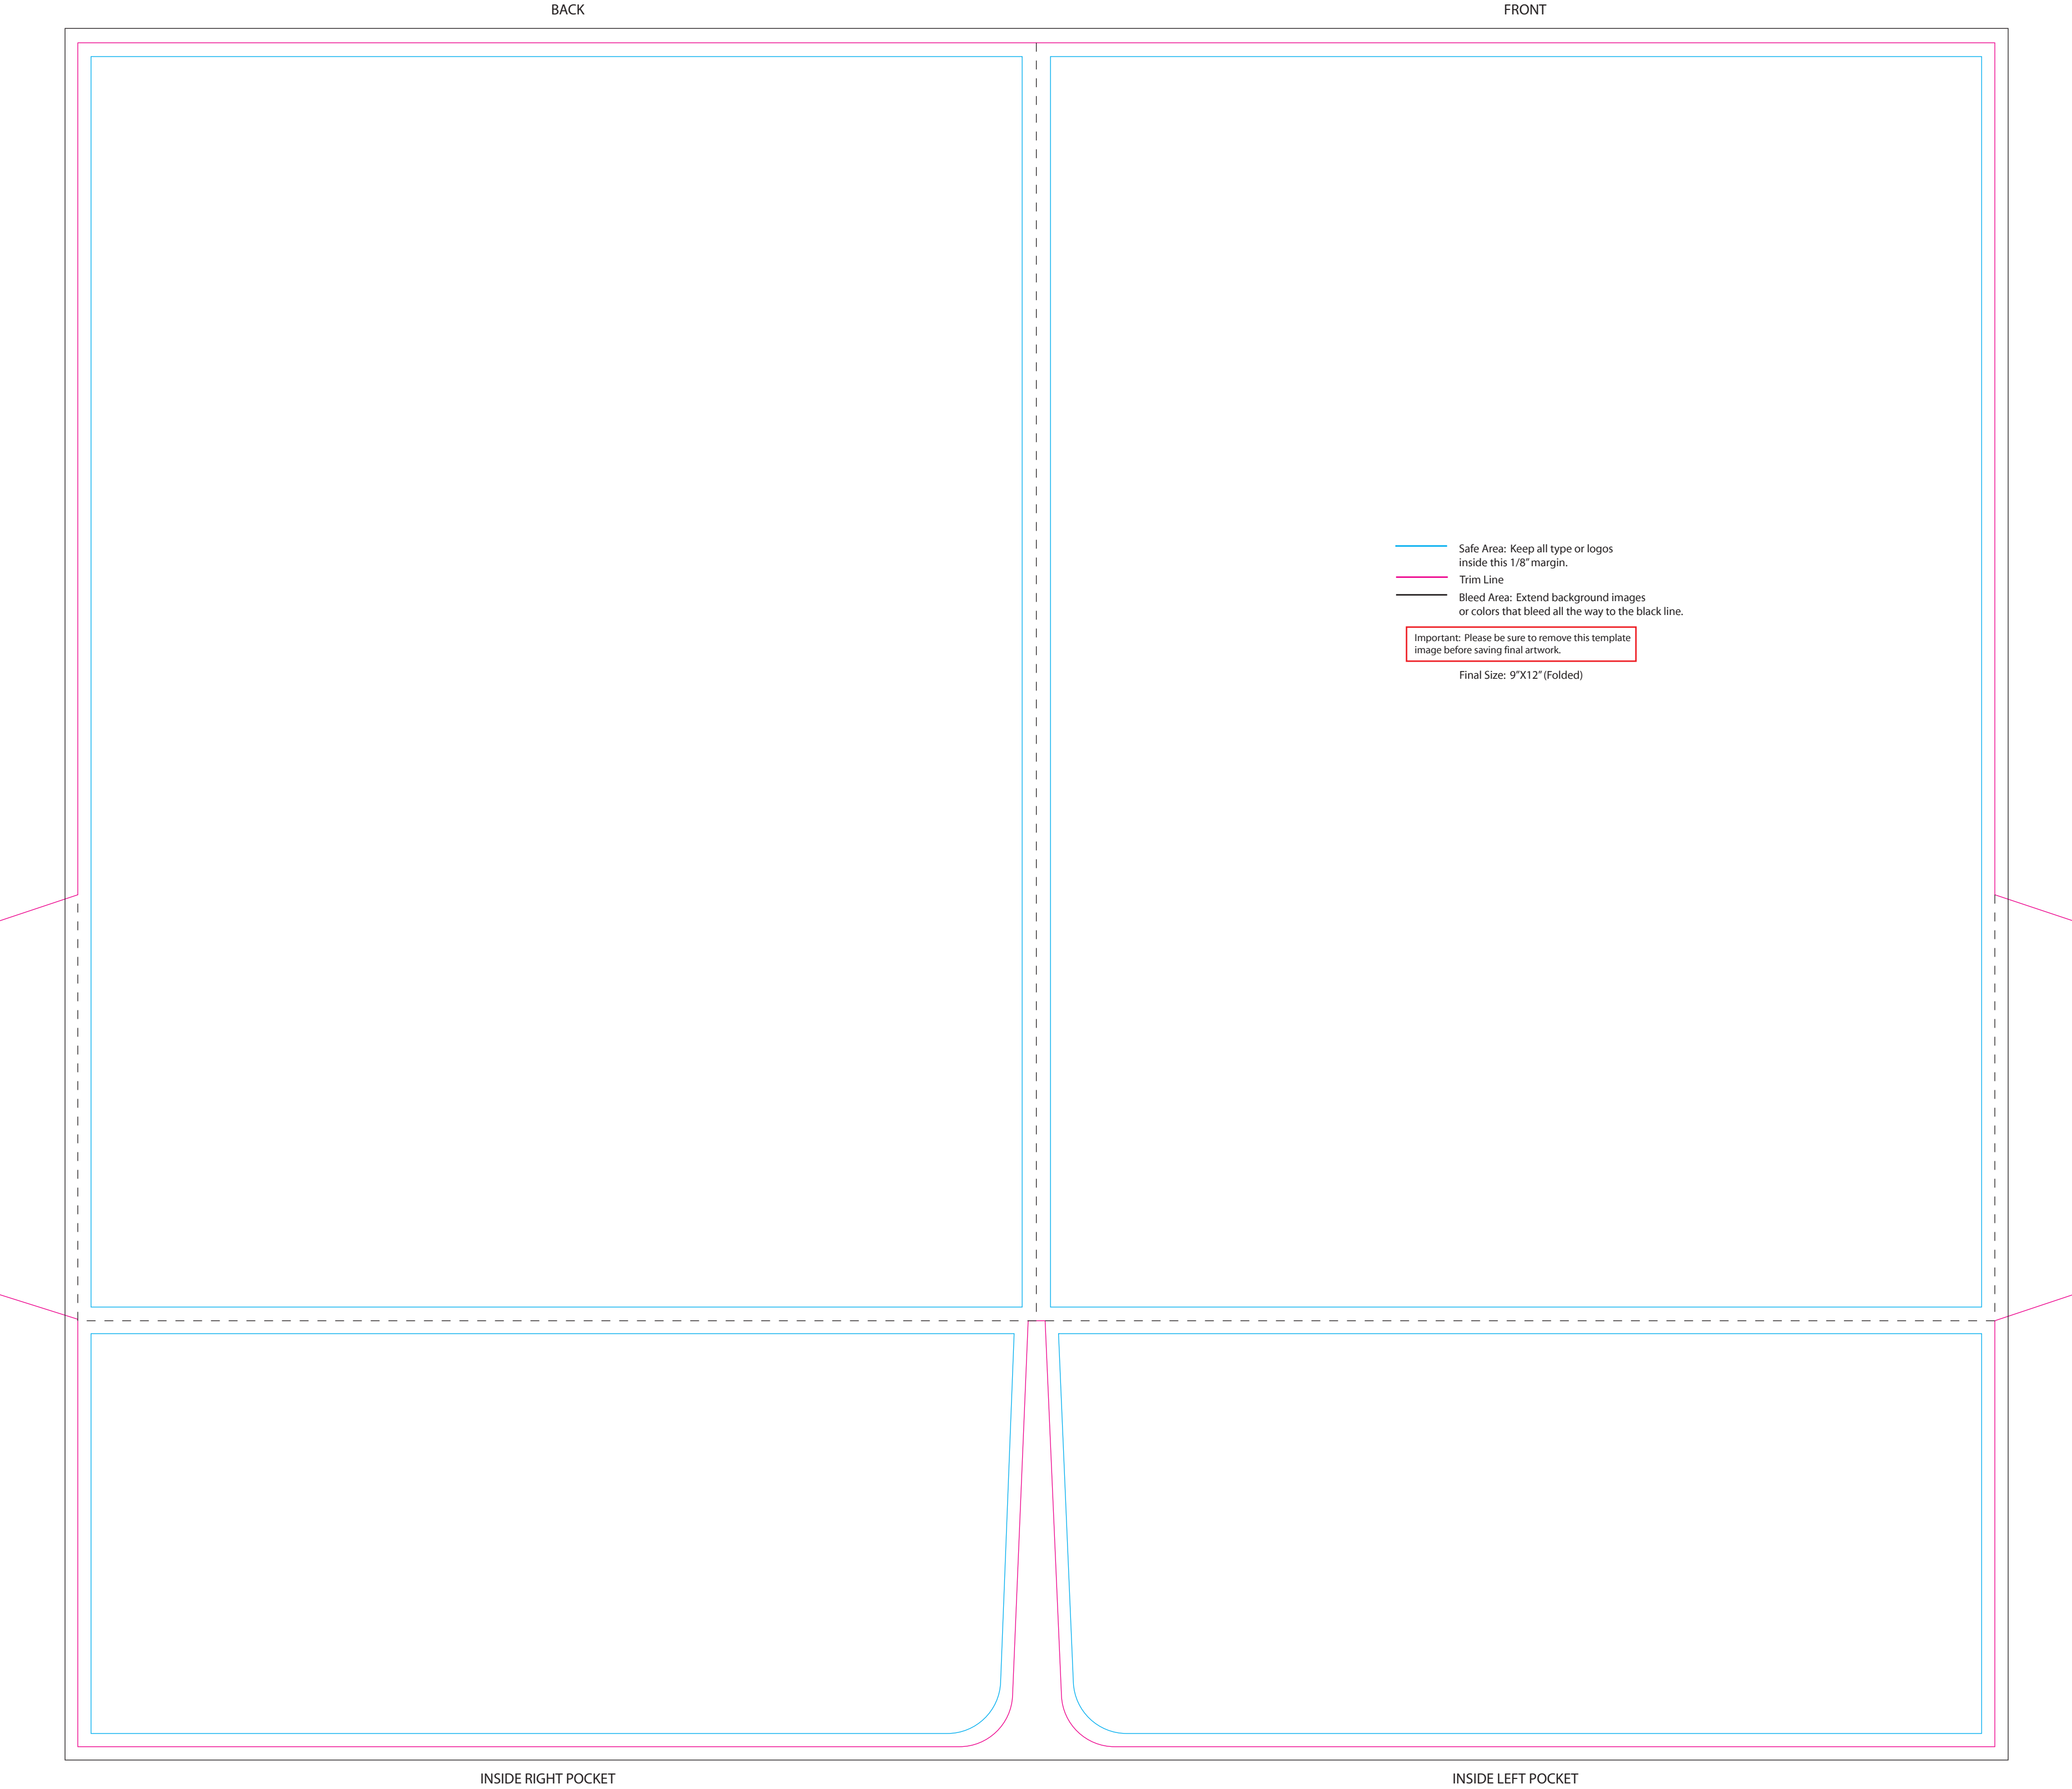 BACK
FRONT
Safe Area: Keep all type or logos
inside this 1/8” margin.
Trim Line
Bleed Area: Extend background images
or colors that bleed all the way to the black line.
Important: Please be sure to remove this template
image before saving final artwork.
Final Size: 9”X12” (Folded)
INSIDE RIGHT POCKET
INSIDE LEFT POCKET